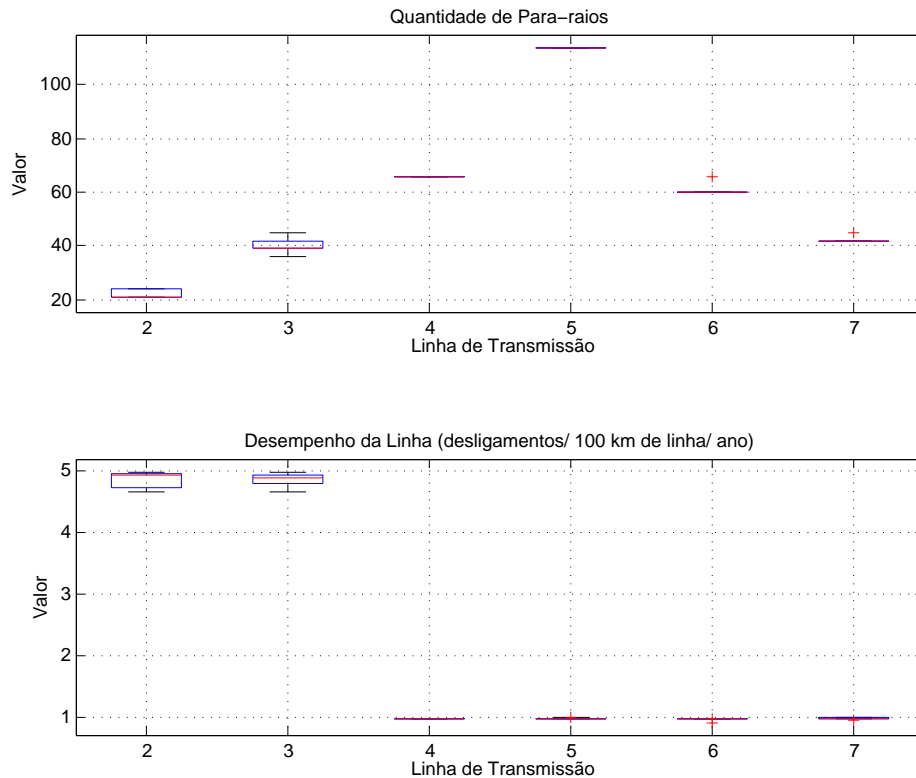 Quantidade de Para−raios
100
80
60
40
20
Valor
2 3 4 5 6 7
Linha de Transmissão
Desempenho da Linha (desligamentos/ 100 km de linha/ ano)
5
4
3
2
1
Valor
2 3 4 5 6 7
Linha de Transmissão